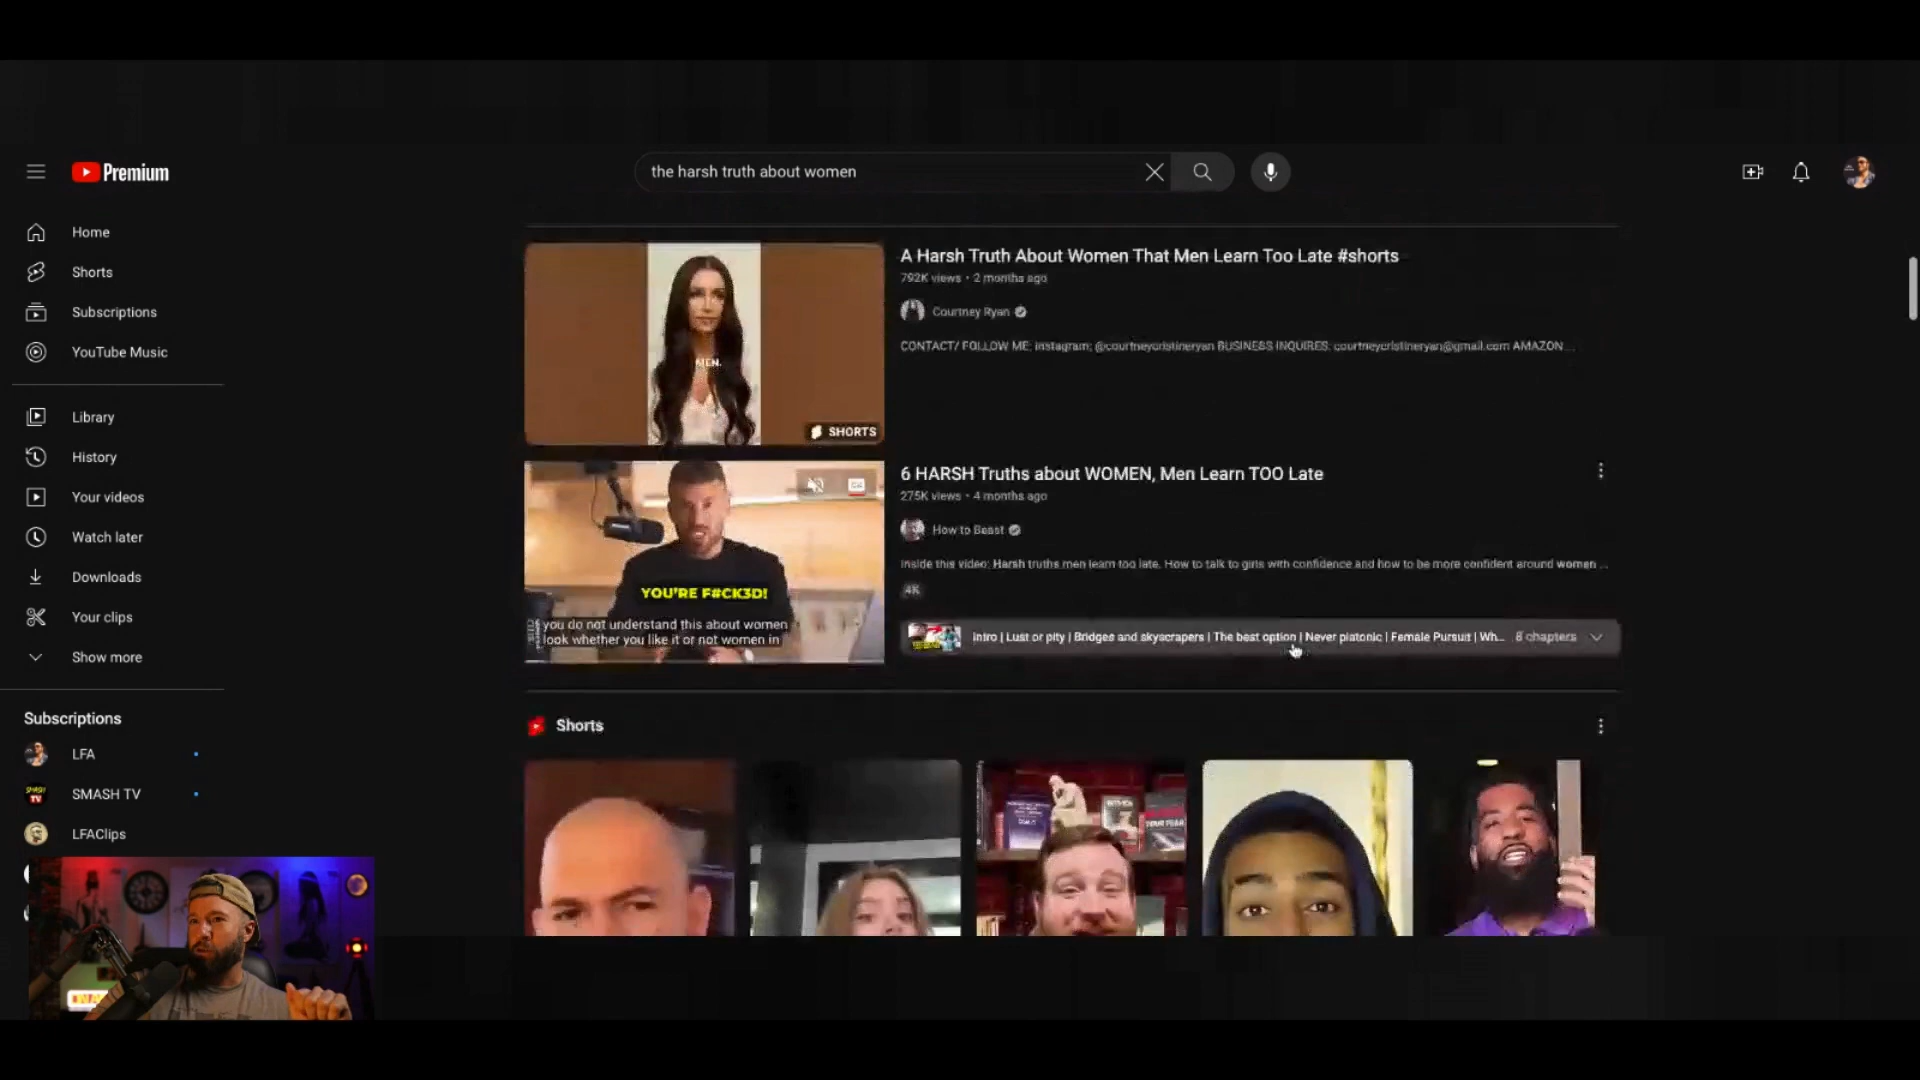 Premium
the harsh truth about women
Home
Shorts
Subscriptions
YouTube Music
Library
History
Your videos
Watch later
Downloads
Your clips
Show more
Subscriptions
LFA
SMASH TV
LFAClips
MEN.
SHORTS
A Harsh Truth About Women That Men Learn Too Late #shorts
792K views • 2 months ago
Courtney Ryan
CONTACT/ FOLLOW ME: Instagram: @courtneycristineryan BUSINESS INQUIRES: courtneycristineryan@gmail.com AMAZON ...
YOU'RE F#CK3D!
you do not understand this about women
look whether you like it or not women in
6 HARSH Truths about WOMEN, Men Learn TOO Late
275K views • 4 months ago
How to Beast
Inside this video: Harsh truths men learn too late. How to talk to girls with confidence and how to be more confident around women ...
4K
Intro | Lust or pity | Bridges and skyscrapers | The best option | Never platonic | Female Pursuit | Wh... 8 chapters
Shorts